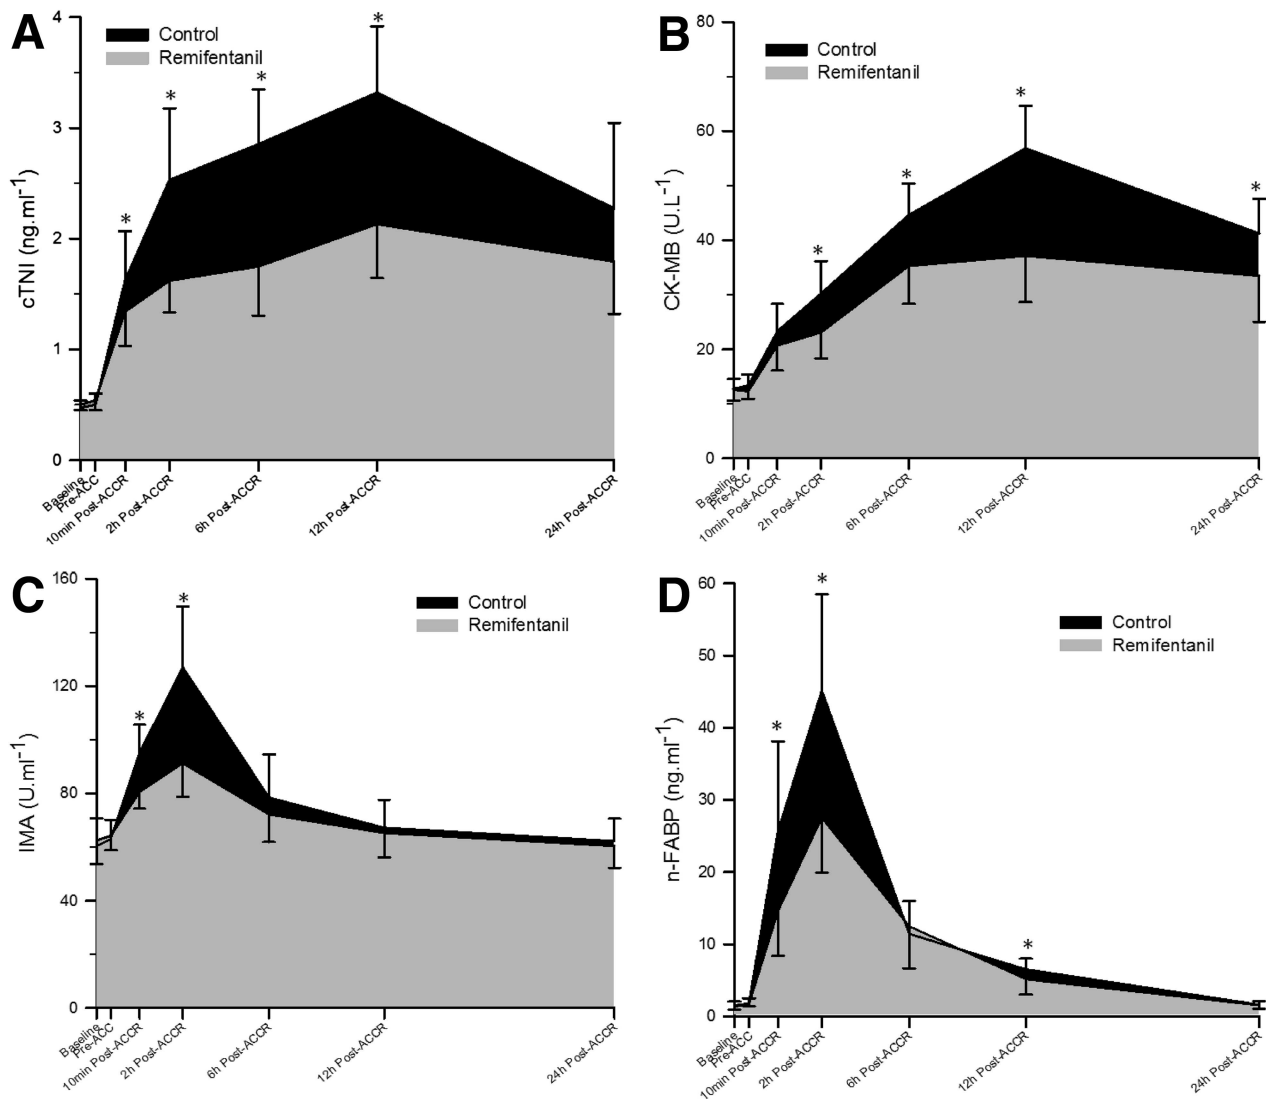 A
4
3
2
1
0
cTNI (ng.ml-1)
Control
Remifentanil
*
*
*
*
*
Baseline
Pre-ACC
10min Post-ACCR
2h Post-ACCR
6h Post-ACCR
12h Post-ACCR
24h Post-ACCR
B
80
60
40
20
0
CK-MB (U.L-1)
Control
Remifentanil
*
*
*
*
Baseline
Pre-ACC
10min Post-ACCR
2h Post-ACCR
6h Post-ACCR
12h Post-ACCR
24h Post-ACCR
C
160
120
80
40
0
IMA (U.ml-1)
Control
Remifentanil
*
*
Baseline
Pre-ACC
10min Post-ACCR
2h Post-ACCR
6h Post-ACCR
12h Post-ACCR
24h Post-ACCR
D
60
50
40
30
20
10
0
n-FABP (ng.ml-1)
Control
Remifentanil
*
*
*
Baseline
Pre-ACC
10min Post-ACCR
2h Post-ACCR
6h Post-ACCR
12h Post-ACCR
24h Post-ACCR